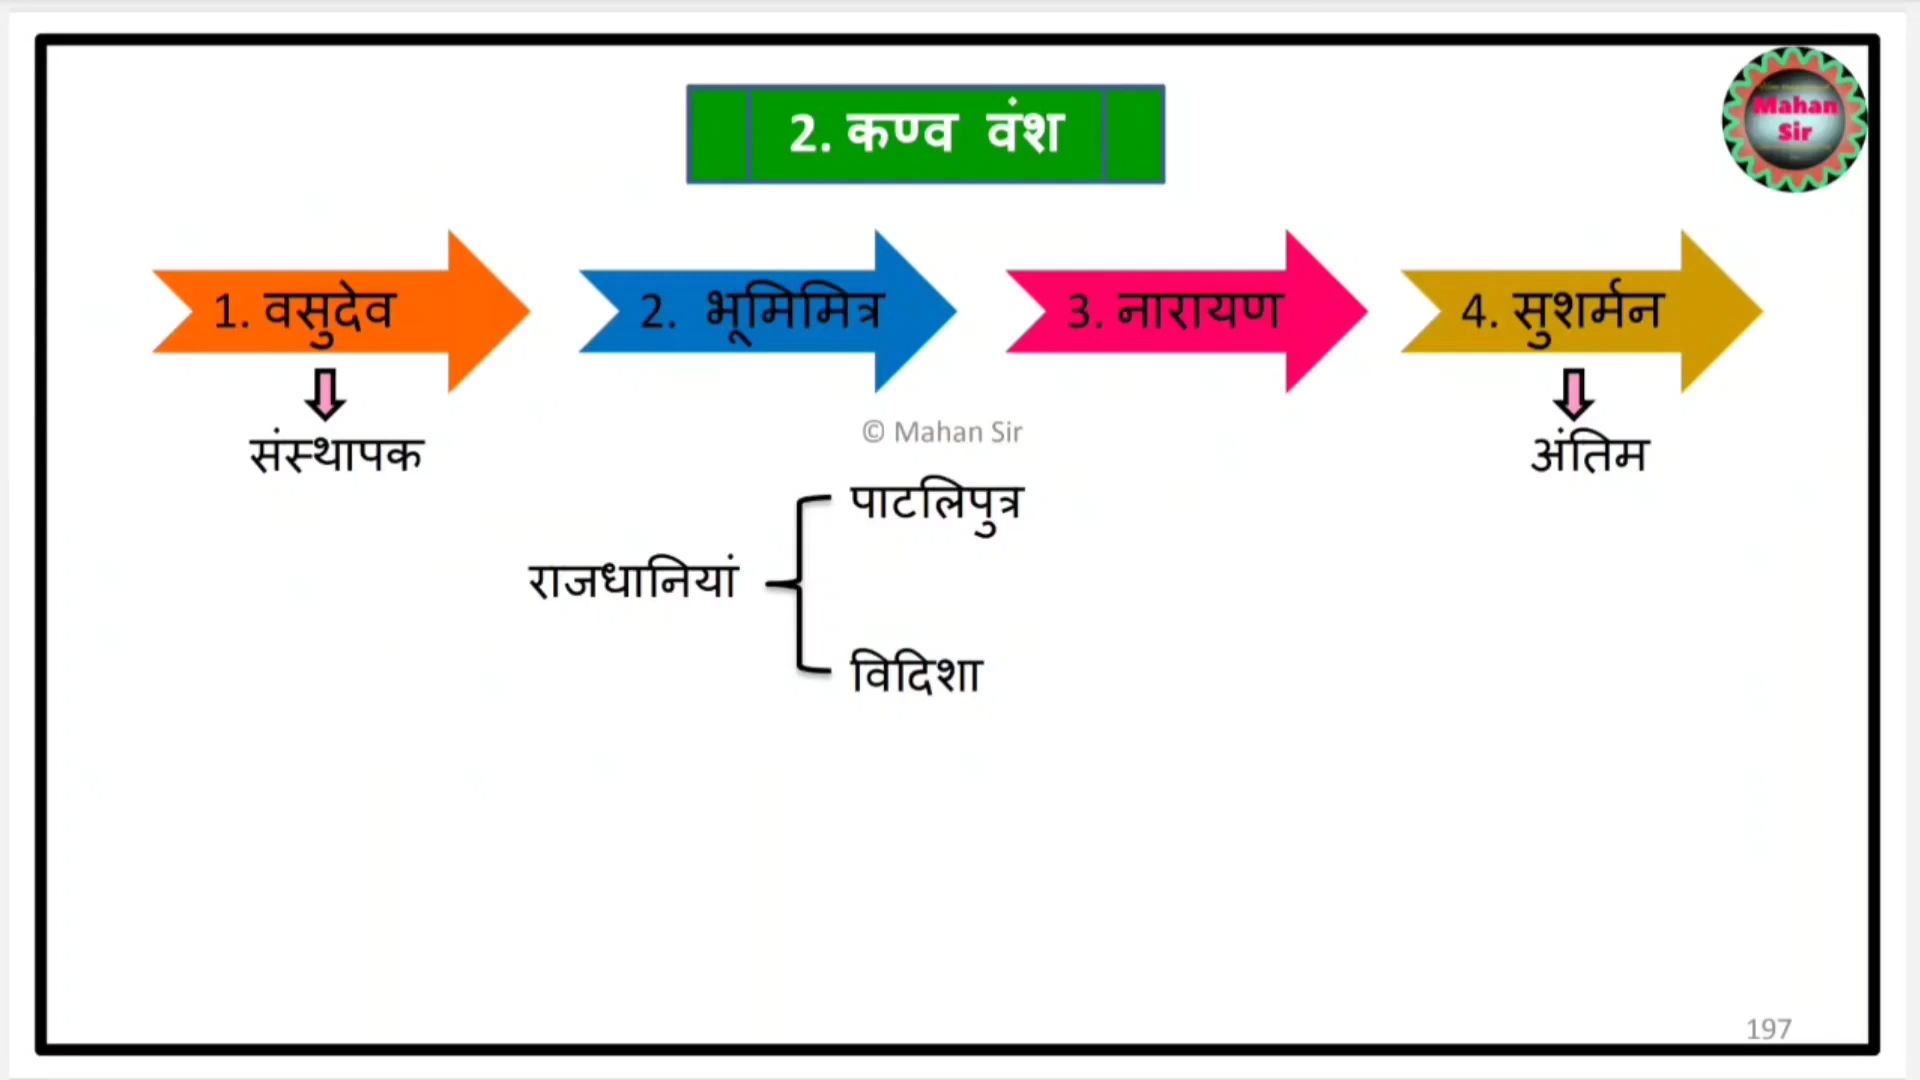 2. कण्व वंश
Mahan
Sir
1. वसुदेव
2. भूमिमित्र
3. नारायण
4. सुशर्मन
संस्थापक
© Mahan Sir
अंतिम
पाटलिपुत्र
राजधानियां
विदिशा
197